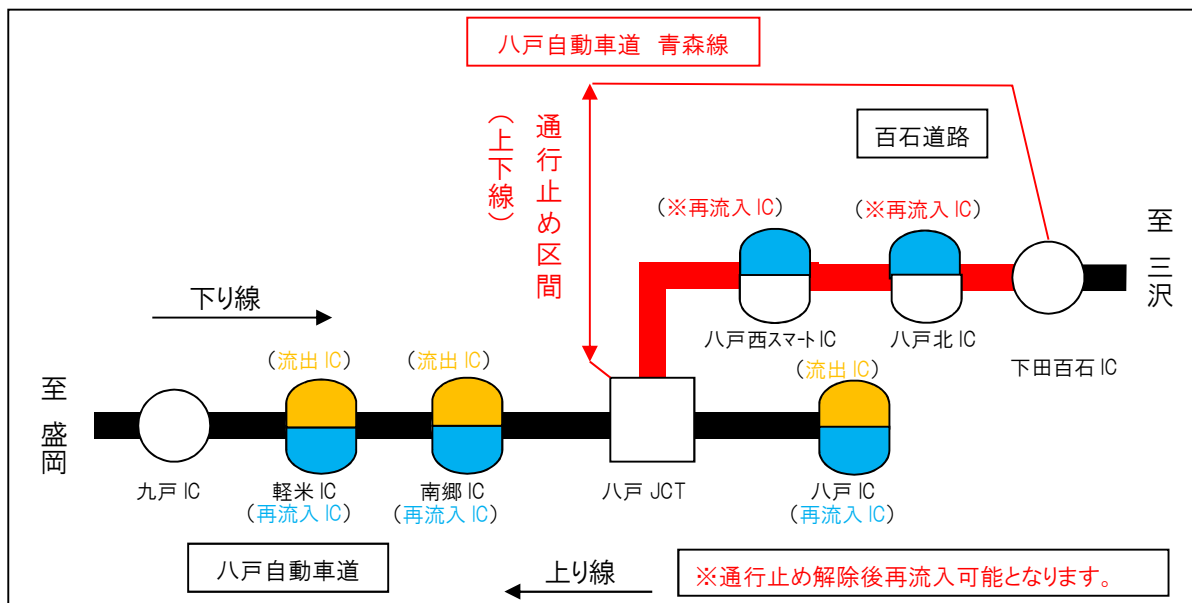 八戸自動車道 青森線
通行止め区間
（上下線）
百石道路
（※再流入 IC）
（※再流入 IC）
至 三沢
下り線
八戸西スマート IC
八戸北 IC
下田百石 IC
（流出 IC）
（流出 IC）
（流出 IC）
至 盛岡
九戸 IC
軽米 IC
南郷 IC
八戸 JCT
八戸 IC
（再流入 IC）
（再流入 IC）
（再流入 IC）
八戸自動車道
上り線
※通行止め解除後再流入可能となります。